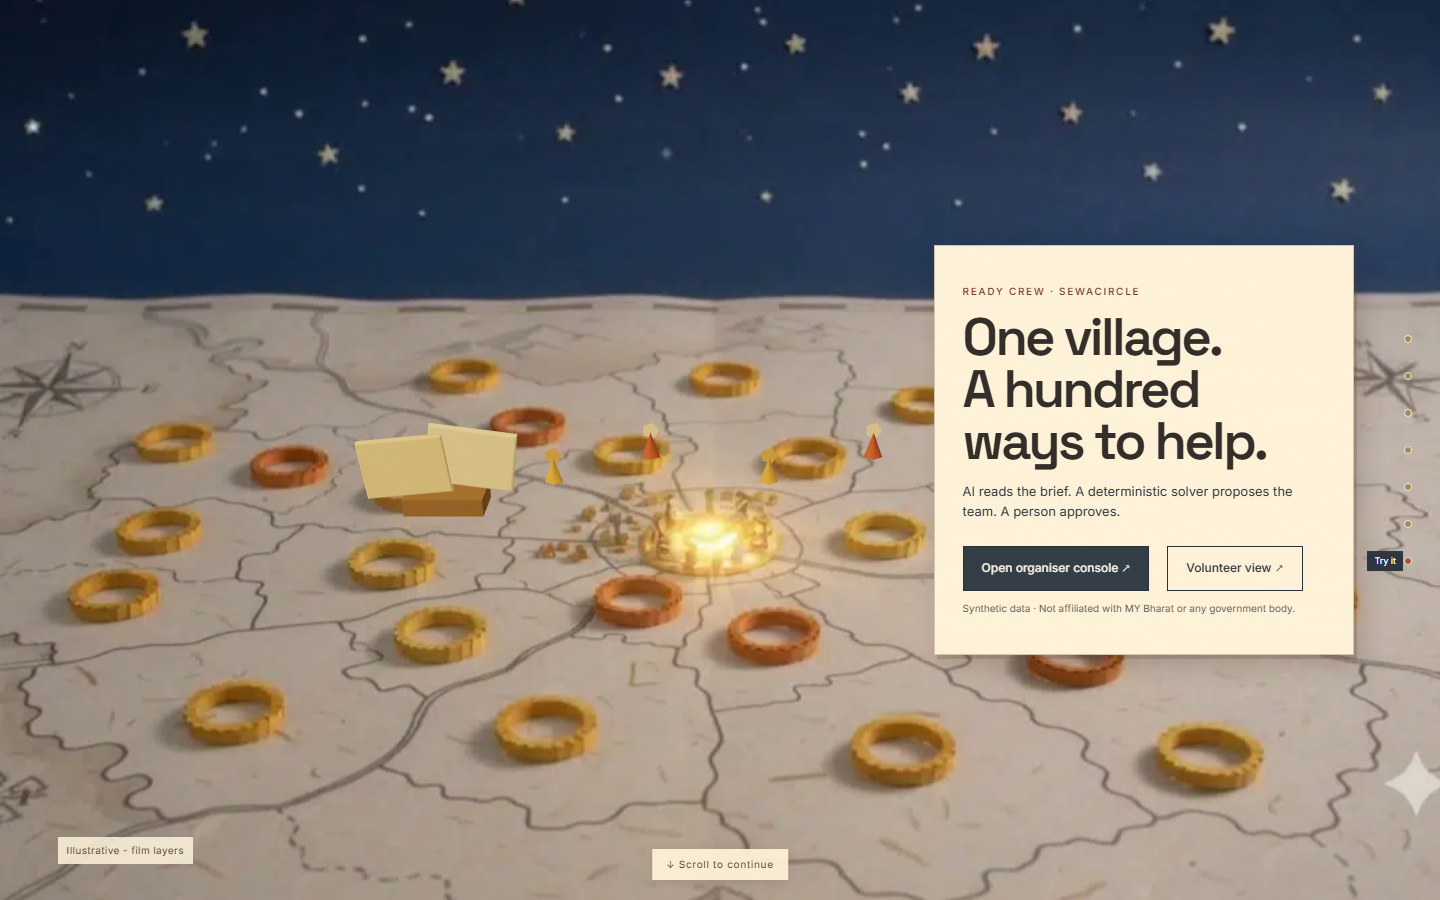 READY CREW · SEWACIRCLE
One village.
A hundred
ways to help.
AI reads the brief. A deterministic solver proposes the
team. A person approves.
Open organiser console ↗
Volunteer view ↗
Synthetic data · Not affiliated with MY Bharat or any government body.
Try it
Illustrative - film layers
↓ Scroll to continue